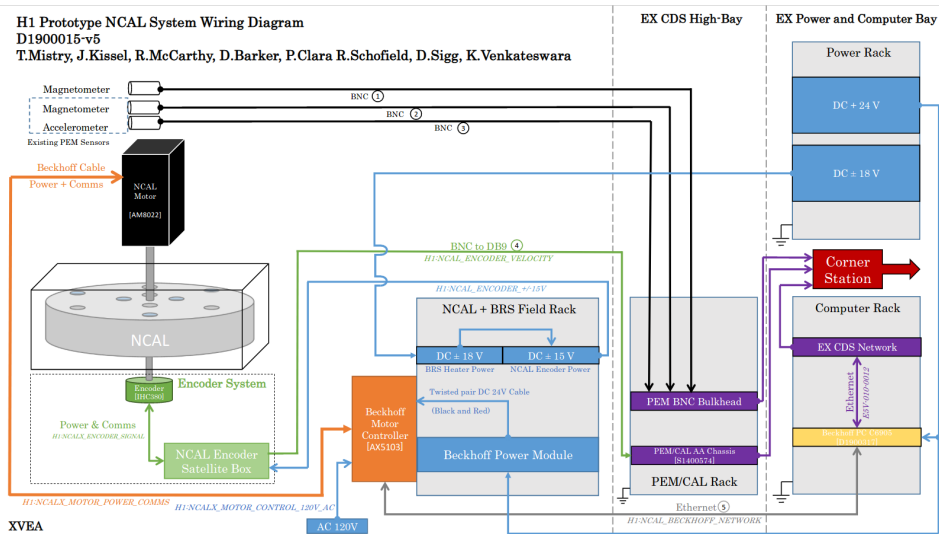 H1 Prototype NCAL System Wiring Diagram
D1900015-v5
T.Mistry, J.Kissel, R.McCarthy, D.Barker, P.Clara R.Schofield, D.Sigg, K.Venkateswara
EX CDS High-Bay
EX Power and Computer Bay
Power Rack
DC + 24 V
DC ± 18 V
Magnetometer
BNC 1
Magnetometer
BNC 2
Accelerometer
BNC 3
Existing PEM Sensors
Beckhoff Cable
Power + Comms
NCAL
Motor
[AM8022]
BNC to DB9 4
H1:NCAL_ENCODER_VELOCITY
Corner
Station
H1:NCAL_ENCODER_+/-15V
NCAL + BRS Field Rack
Computer Rack
NCAL
DC ± 18 V
DC ± 15 V
BRS Heater Power
NCAL Encoder Power
EX CDS Network
Ethernet
E5V-010-0012
Encoder System
Encoder
[IHC380]
Twisted pair DC 24V Cable
(Black and Red)
PEM BNC Bulkhead
Beckhoff
Motor
Controller
[AX5103]
Power & Comms
H1:NCALX_ENCODER_SIGNAL
NCAL Encoder
Satellite Box
Beckhoff Power Module
PEM/CAL AA Chassis
[S1400574]
PEM/CAL Rack
H1:NCALX_MOTOR_POWER_COMMS
H1:NCALX_MOTOR_CONTROL_120V_AC
Ethernet 5
H1:NCAL_BECKHOFF_NETWORK
XVEA
AC 120V